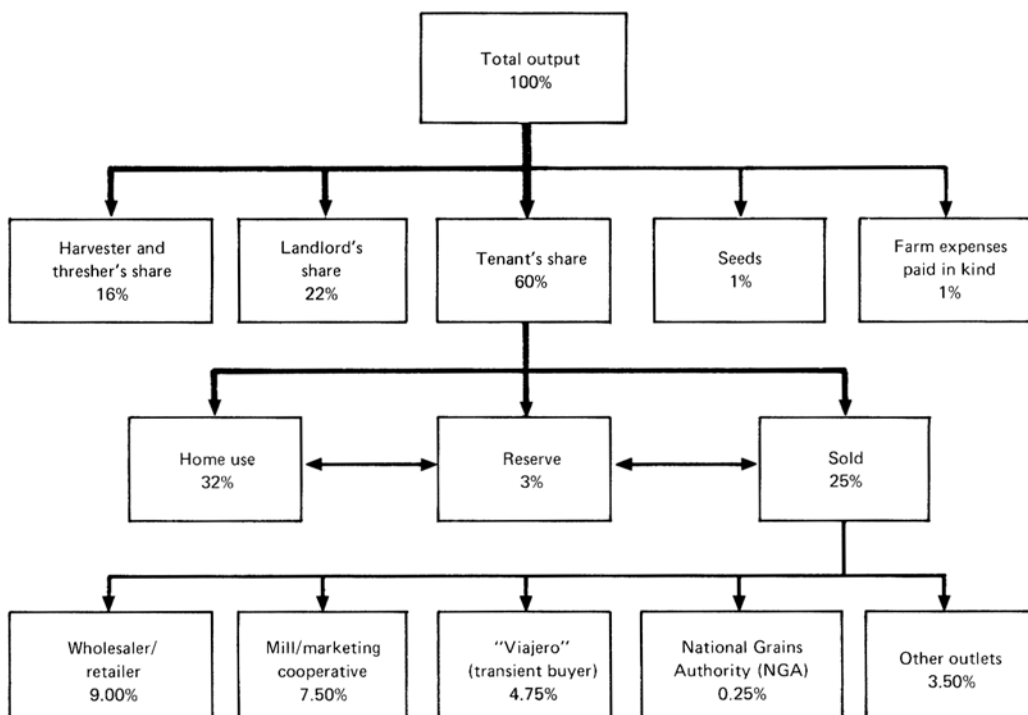 Total output
100%
Harvester and
thresher's share
16%
Landlord's
share
22%
Tenant's share
60%
Seeds
1%
Farm expenses
paid in kind
1%
Home use
32%
Reserve
3%
Sold
25%
Wholesaler/
retailer
9.00%
Mill/marketing
cooperative
7.50%
"Viajero"
(transient buyer)
4.75%
National Grains
Authority (NGA)
0.25%
Other outlets
3.50%